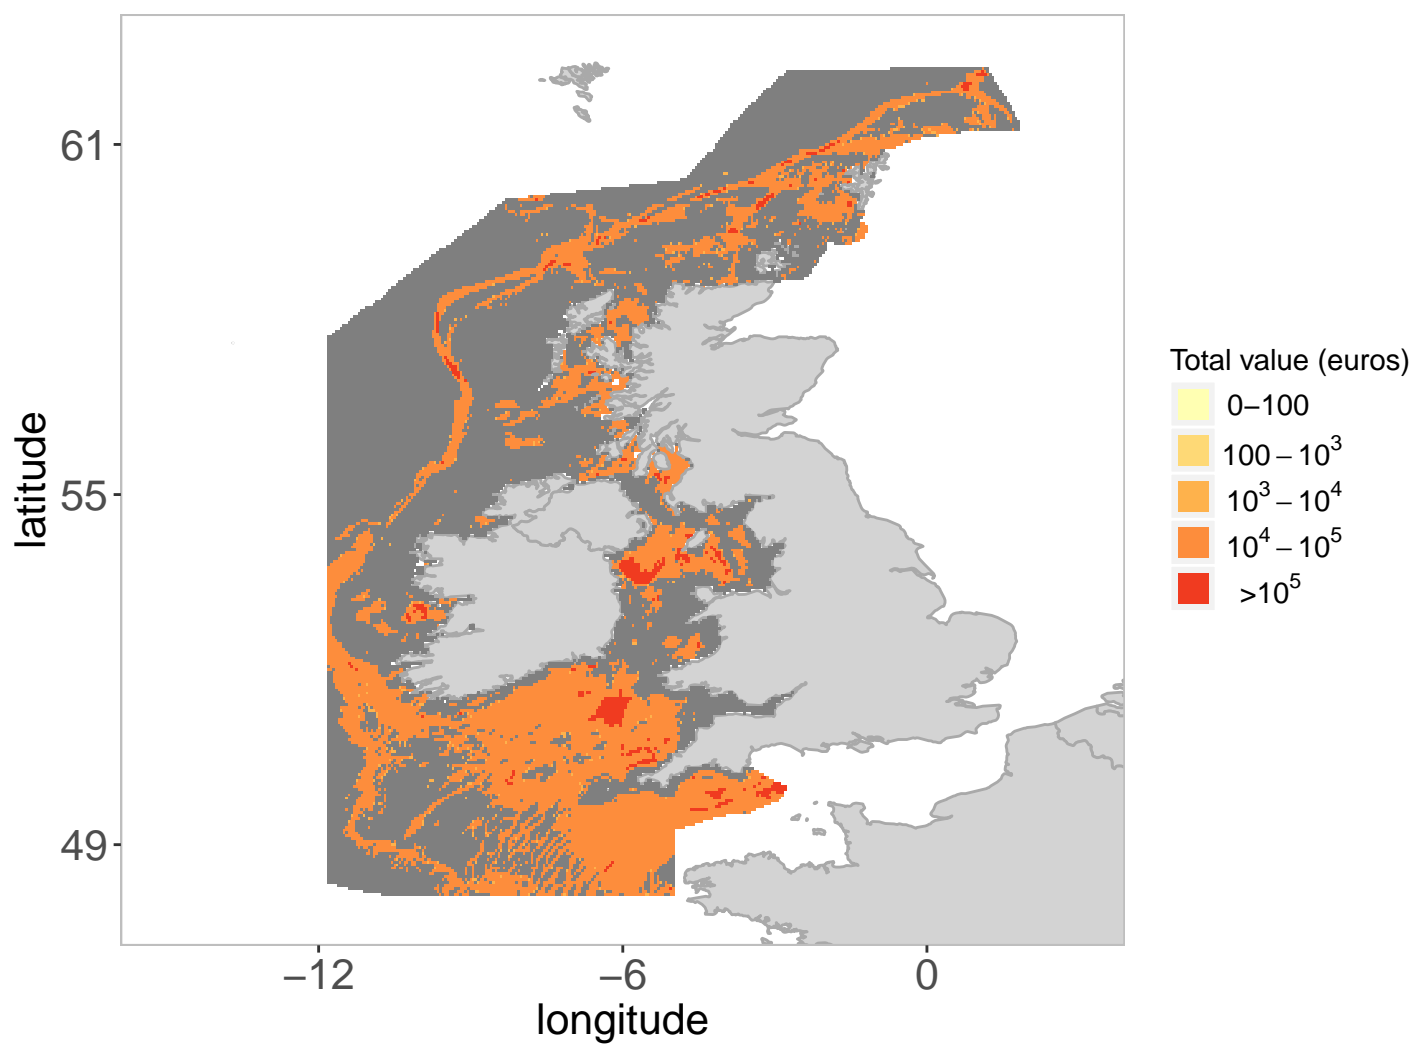 61
55
49
latitude
−12
−6
0
longitude
Total value (euros)
0−100
100 − 10³
10³ − 10⁴
10⁴ − 10⁵
>10⁵